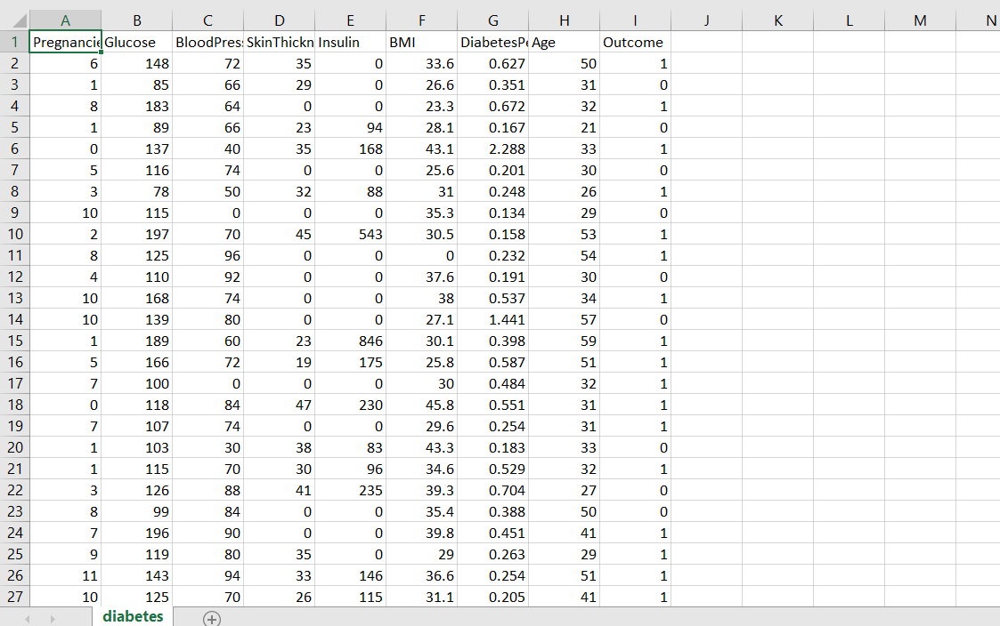 A B C D E F G H I J K L M N
1 Pregnancie Glucose BloodPres SkinThickn Insulin BMI DiabetesPe Age Outcome
2 6 148 72 35 0 33.6 0.627 50 1
3 1 85 66 29 0 26.6 0.351 31 0
4 8 183 64 0 0 23.3 0.672 32 1
5 1 89 66 23 94 28.1 0.167 21 0
6 0 137 40 35 168 43.1 2.288 33 1
7 5 116 74 0 0 25.6 0.201 30 0
8 3 78 50 32 88 31 0.248 26 1
9 10 115 0 0 0 35.3 0.134 29 0
10 2 197 70 45 543 30.5 0.158 53 1
11 8 125 96 0 0 0 0.232 54 1
12 4 110 92 0 0 37.6 0.191 30 0
13 10 168 74 0 0 38 0.537 34 1
14 10 139 80 0 0 27.1 1.441 57 0
15 1 189 60 23 846 30.1 0.398 59 1
16 5 166 72 19 175 25.8 0.587 51 1
17 7 100 0 0 0 30 0.484 32 1
18 0 118 84 47 230 45.8 0.551 31 1
19 7 107 74 0 0 29.6 0.254 31 1
20 1 103 30 38 83 43.3 0.183 33 0
21 1 115 70 30 96 34.6 0.529 32 1
22 3 126 88 41 235 39.3 0.704 27 0
23 8 99 84 0 0 35.4 0.388 50 0
24 7 196 90 0 0 39.8 0.451 41 1
25 9 119 80 35 0 29 0.263 29 1
26 11 143 94 33 146 36.6 0.254 51 1
27 10 125 70 26 115 31.1 0.205 41 1
diabetes